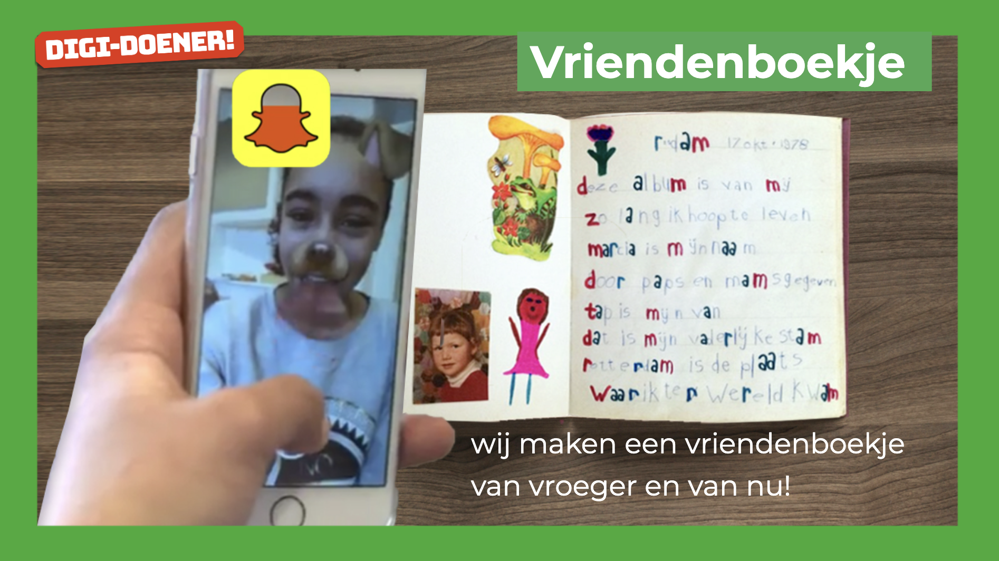 DIGI-DOENER!
Vriendenboekje
r'dam 17 okt. 1978
deze album is van mij
zo lang ik hoop te leven
marcia is mijn naam
door paps en mams gegeven
tap is myn van
dat is mijn vaderlijke stam
rotterdam is de plaats
waar ik ter wereld kwam
wij maken een vriendenboekje
van vroeger en van nu!